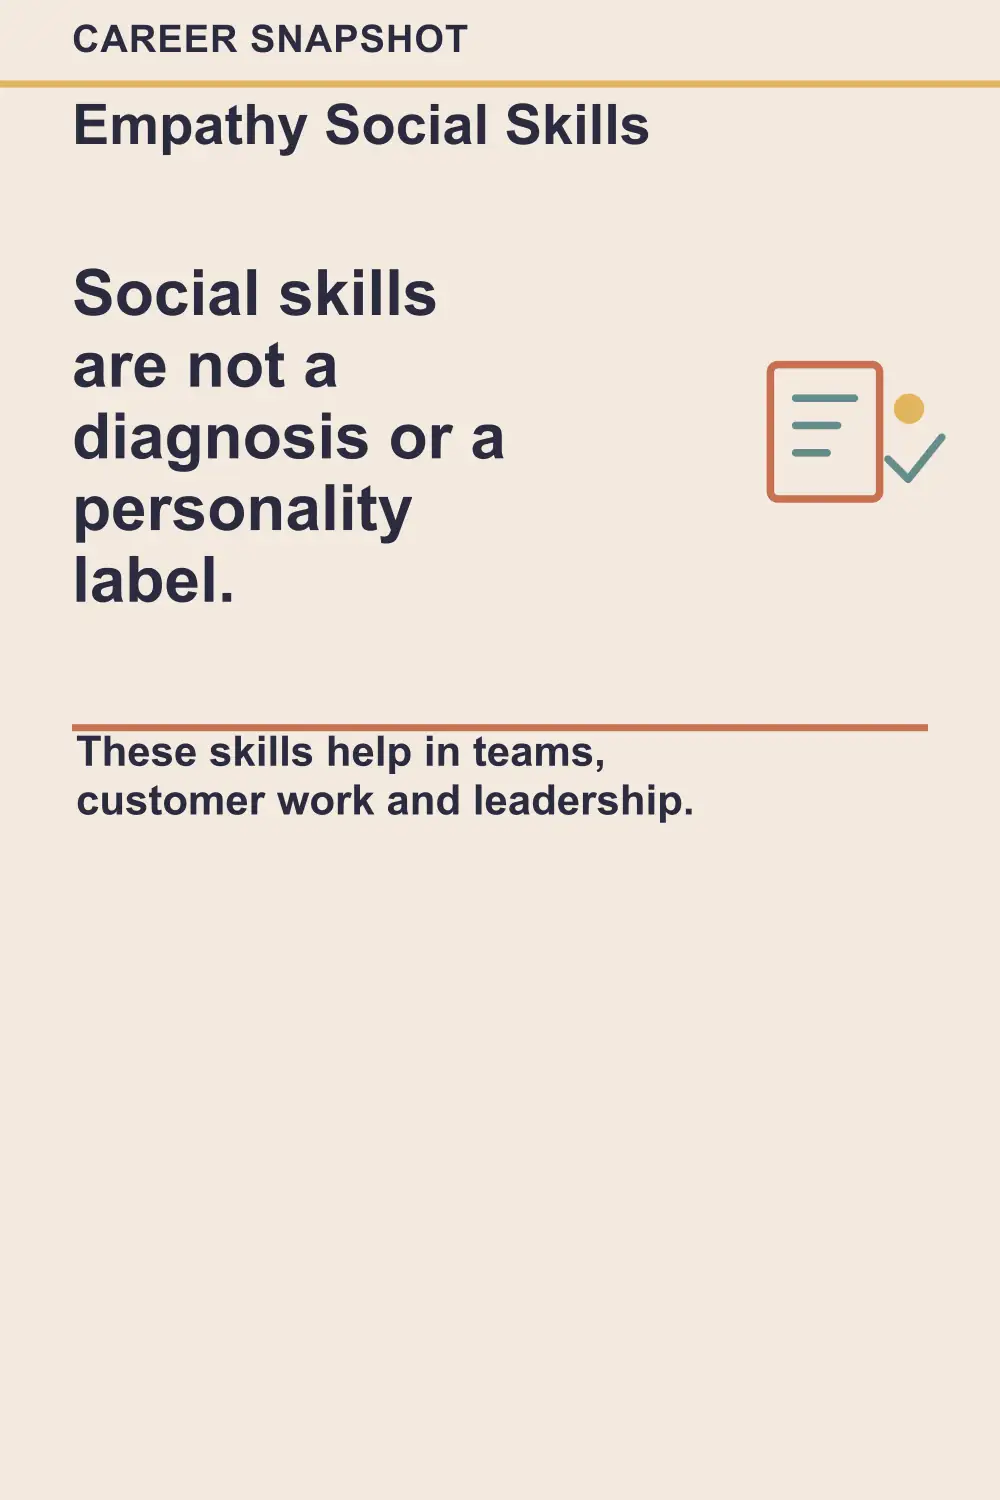 CAREER SNAPSHOT
Empathy Social Skills
Social skills
are not a
diagnosis or a
personality
label.
These skills help in teams,
customer work and leadership.